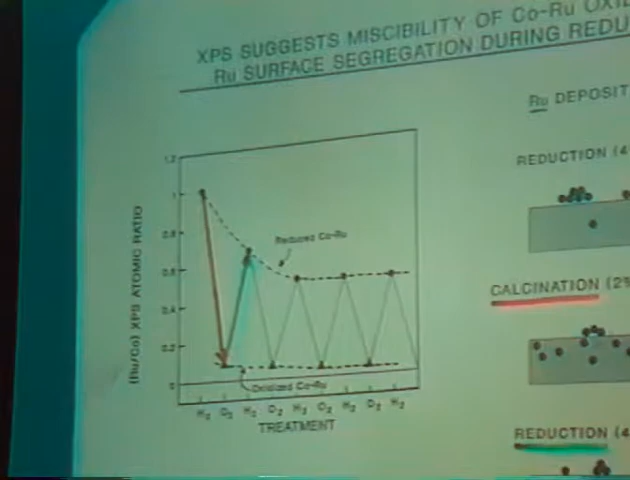 XPS SUGGESTS MISCIBILITY OF Co-Ru OXI
Ru SURFACE SEGREGATION DURING REDU
Ru DEPOSIT
REDUCTION (4
CALCINATION (2
REDUCTION (4
(Ru/Co) XPS ATOMIC RATIO
1.2
1
0.8
0.6
0.4
0.2
0
Reduced Co-Ru
Oxidized Co-Ru
H2 O2 H2 O2 H2 O2 H2 O2 H2
TREATMENT